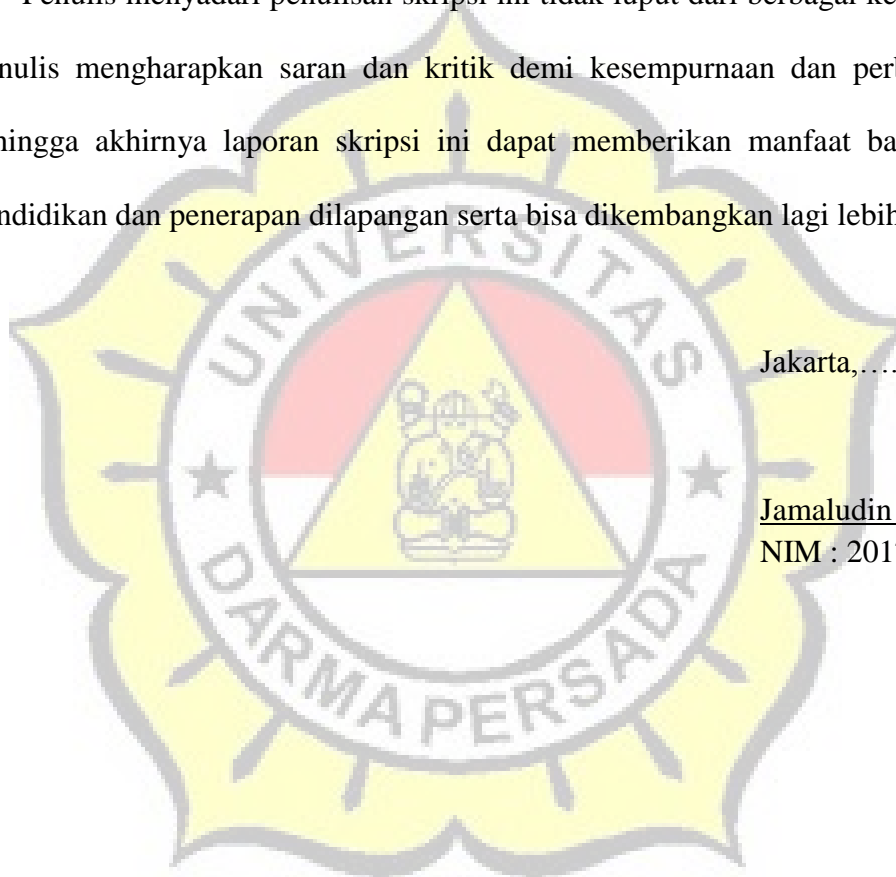 Penulis menyadari penulisan skripsi ini tidak luput dari berbagai ke
nulis mengharapkan saran dan kritik demi kesempurnaan dan per
hingga akhirnya laporan skripsi ini dapat memberikan manfaat ba
ndidikan dan penerapan dilapangan serta bisa dikembangkan lagi lebih
UNIVERSITAS
Jakarta,….
Jamaludin
NIM : 201
DARMA PERSADA